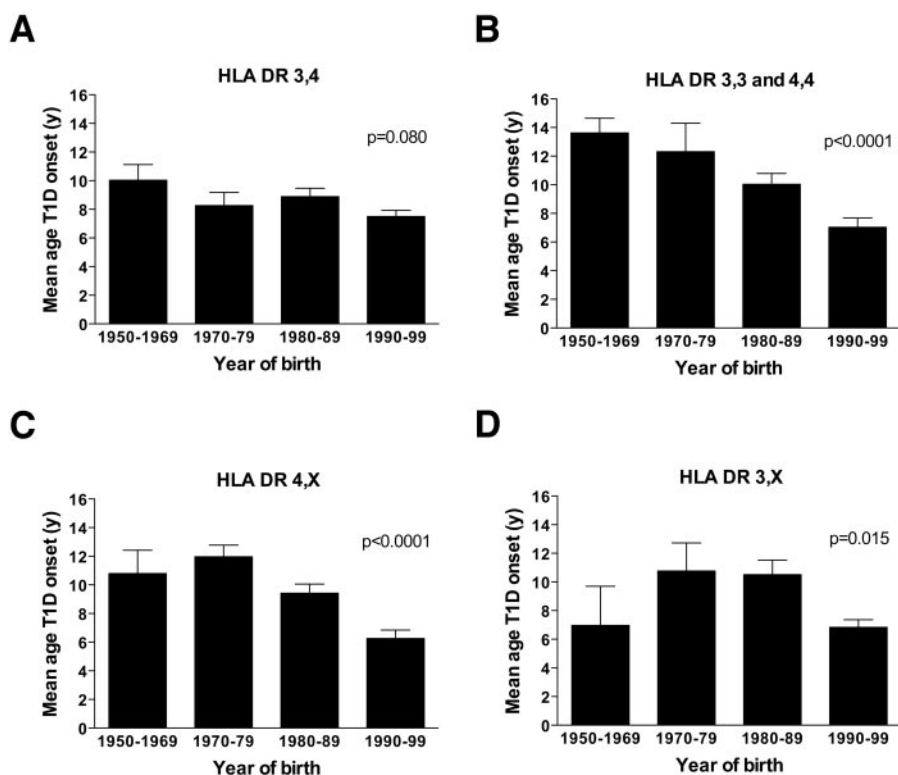 A
HLA DR 3,4
Mean age T1D onset (y)
16
14
12
10
8
6
4
2
0
p=0.080
1950-1969 1970-79 1980-89 1990-99
Year of birth
B
HLA DR 3,3 and 4,4
Mean age T1D onset (y)
16
14
12
10
8
6
4
2
0
p<0.0001
1950-1969 1970-79 1980-89 1990-99
Year of birth
C
HLA DR 4,X
Mean age T1D onset (y)
16
14
12
10
8
6
4
2
0
p<0.0001
1950-1969 1970-79 1980-89 1990-99
Year of birth
D
HLA DR 3,X
Mean age T1D onset (y)
16
14
12
10
8
6
4
2
0
p=0.015
1950-1969 1970-79 1980-89 1990-99
Year of birth